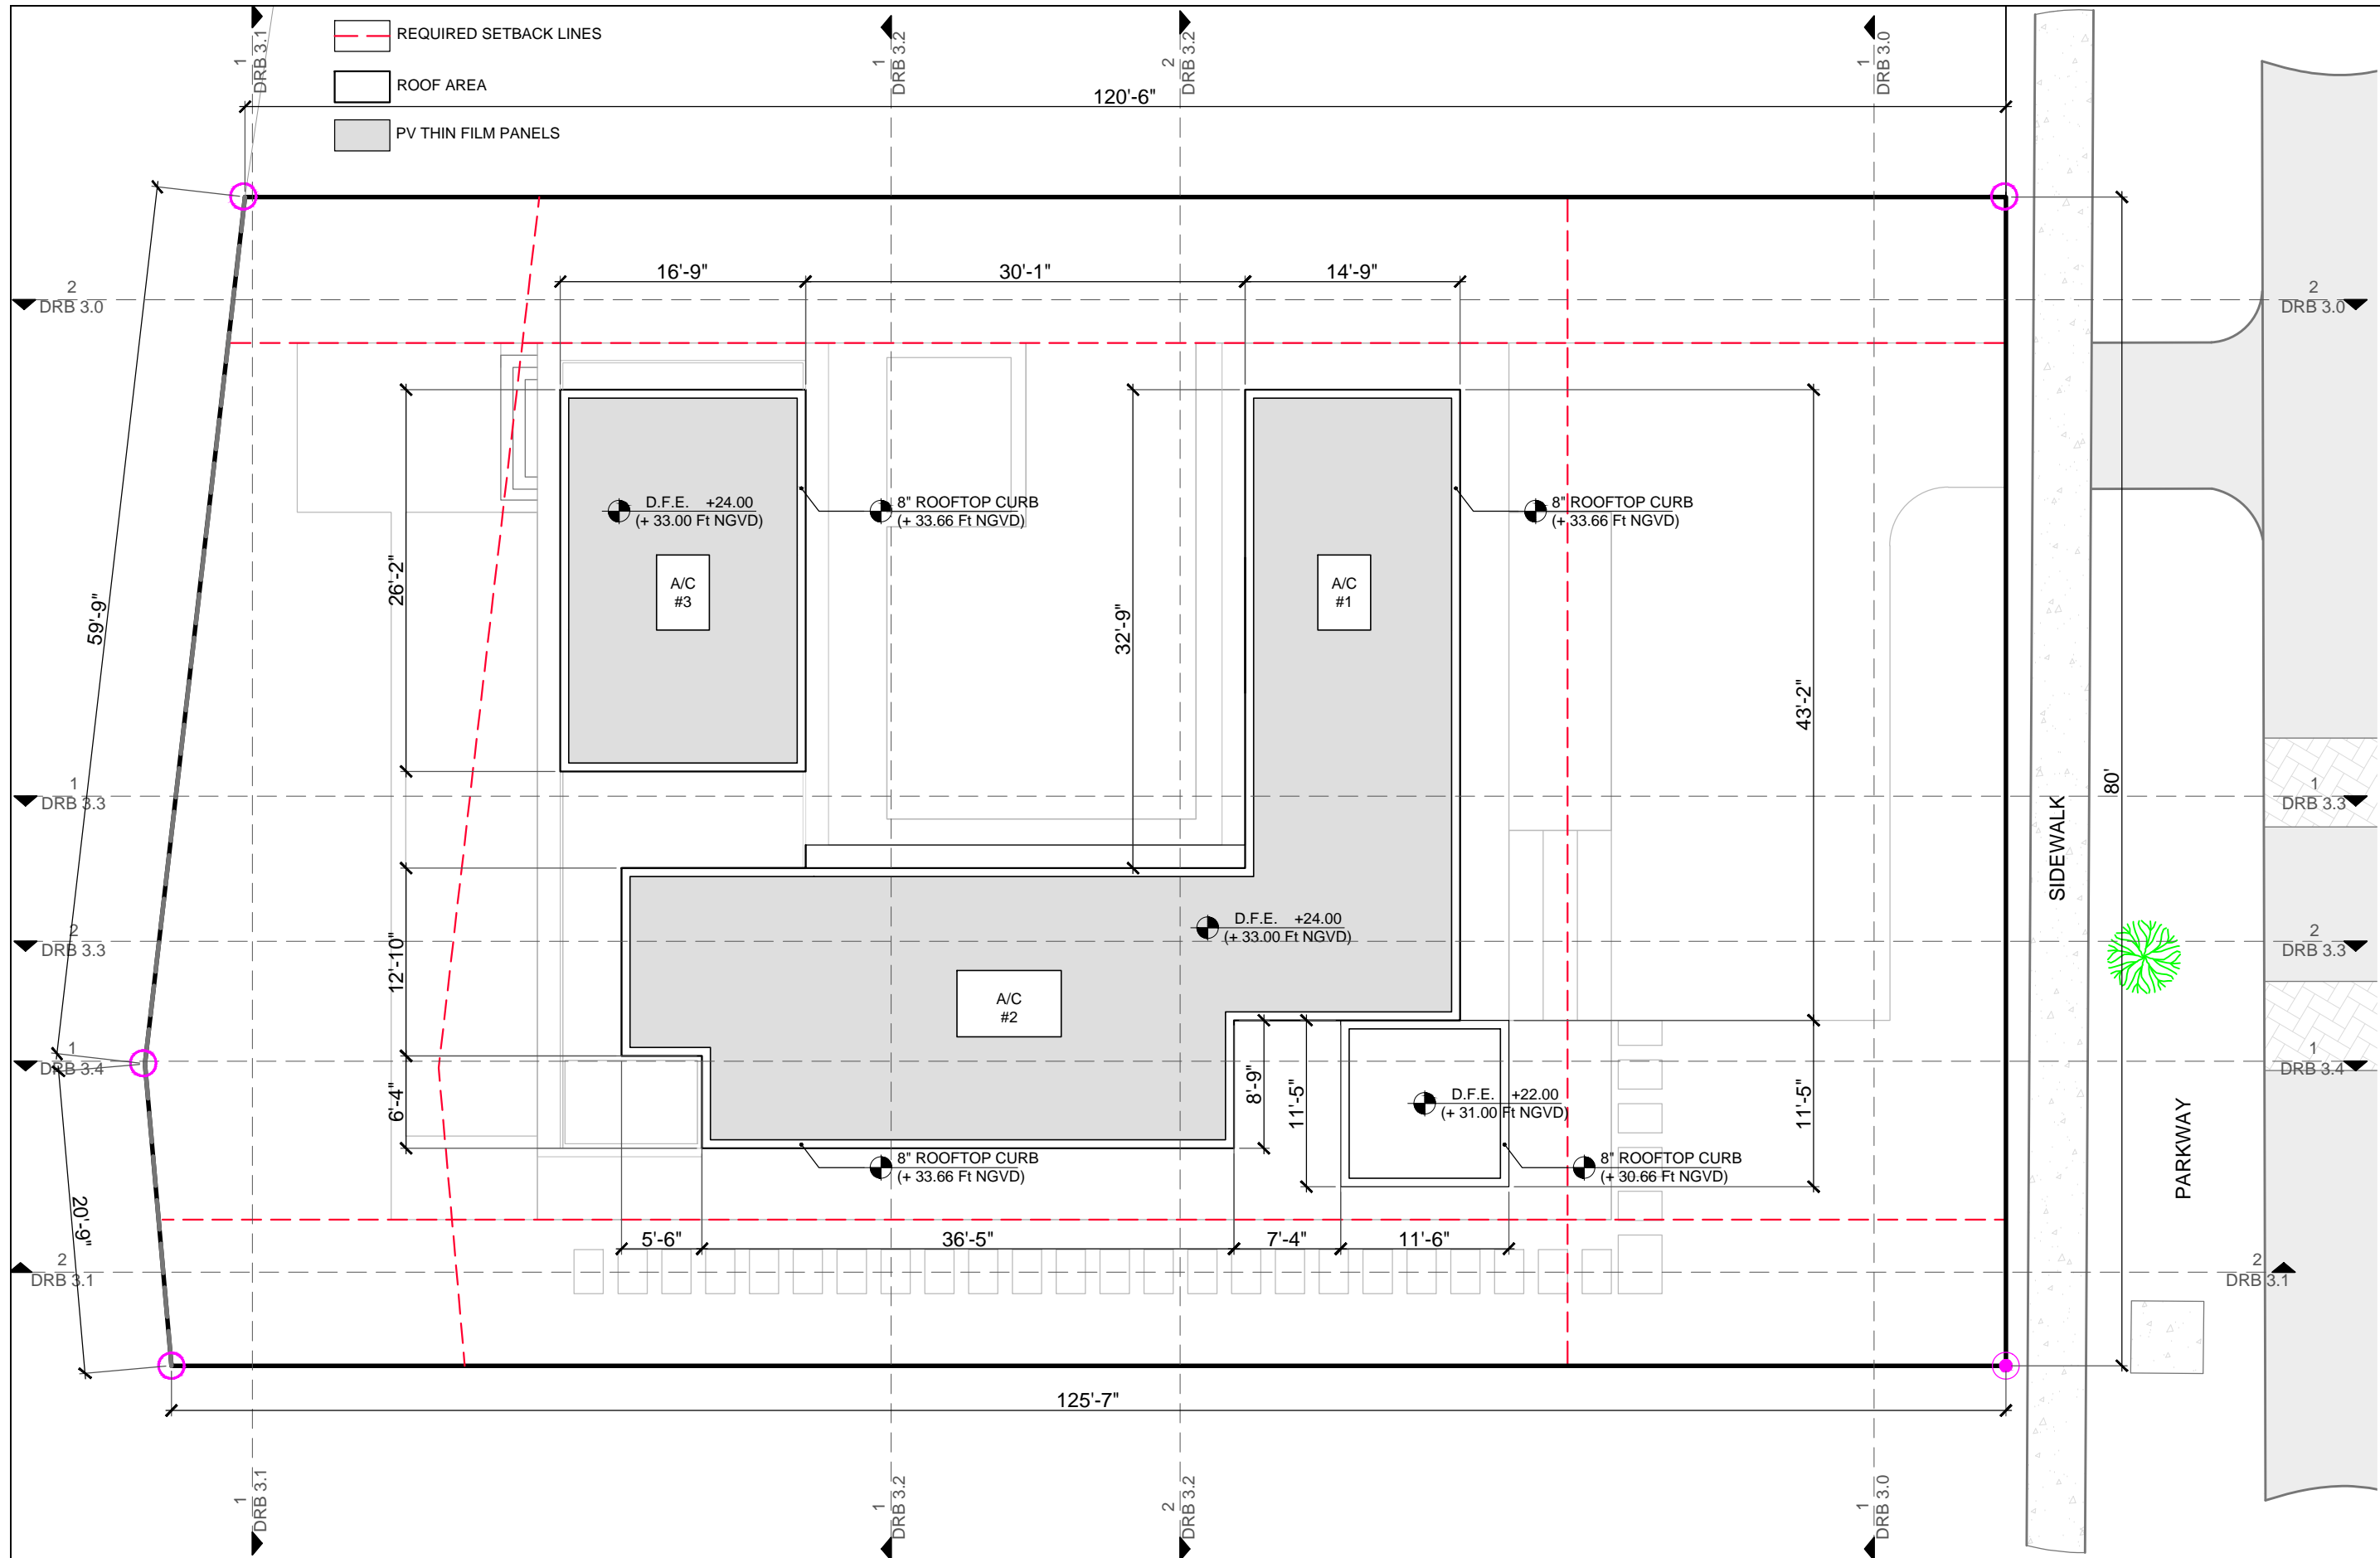 REQUIRED SETBACK LINES
ROOF AREA
PV THIN FILM PANELS
1
DRB 3.1
1
DRB 3.2
2
DRB 3.2
1
DRB 3.0
120'-6"
16'-9"
30'-1"
14'-9"
2
DRB 3.0
2
DRB 3.0
D.F.E. +24.00
(+ 33.00 Ft NGVD)
8" ROOFTOP CURB
(+ 33.66 Ft NGVD)
8" ROOFTOP CURB
(+ 33.66 Ft NGVD)
A/C
#3
A/C
#1
59'-9"
26'-2"
32'-9"
43'-2"
80'
1
DRB 3.3
1
DRB 3.3
SIDEWALK
D.F.E. +24.00
(+ 33.00 Ft NGVD)
2
DRB 3.3
2
DRB 3.3
12'-10"
A/C
#2
1
DRB 3.4
1
DRB 3.4
6'-4"
8'-9"
11'-5"
D.F.E. +22.00
(+ 31.00 Ft NGVD)
11'-5"
PARKWAY
8" ROOFTOP CURB
(+ 33.66 Ft NGVD)
8" ROOFTOP CURB
(+ 30.66 Ft NGVD)
20'-9"
5'-6"
36'-5"
7'-4"
11'-6"
2
DRB 3.1
2
DRB 3.1
125'-7"
1
DRB 3.1
1
DRB 3.2
2
DRB 3.2
1
DRB 3.0